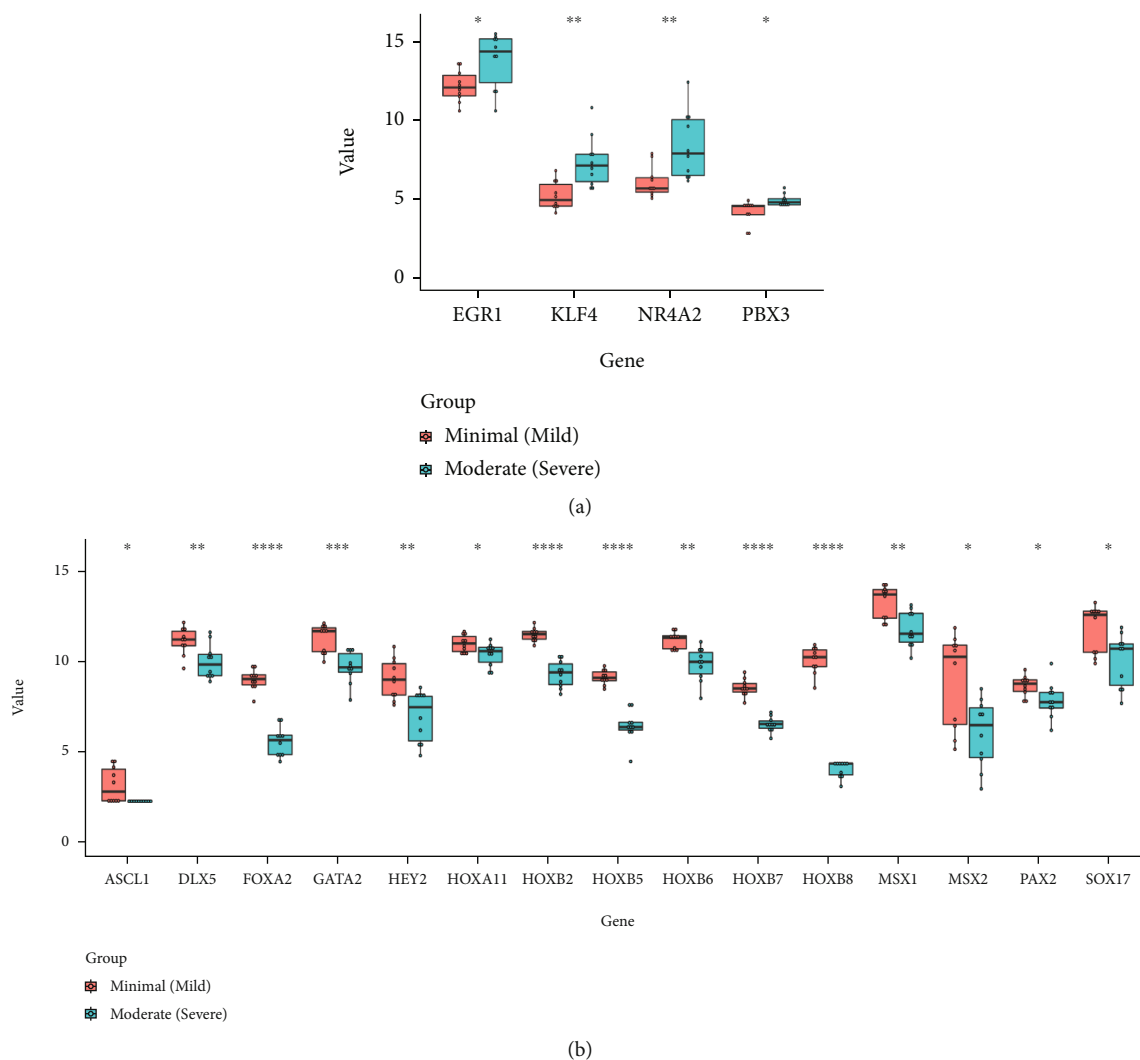 * ** ** *
15
10
5
0
Value
EGR1 KLF4 NR4A2 PBX3
Gene
Group
Minimal (Mild)
Moderate (Severe)
(a)
* ** **** *** ** * **** **** ** **** **** ** * * *
15
10
5
0
Value
ASCL1 DLX5 FOXA2 GATA2 HEY2 HOXA11 HOXB2 HOXB5 HOXB6 HOXB7 HOXB8 MSX1 MSX2 PAX2 SOX17
Gene
Group
Minimal (Mild)
Moderate (Severe)
(b)